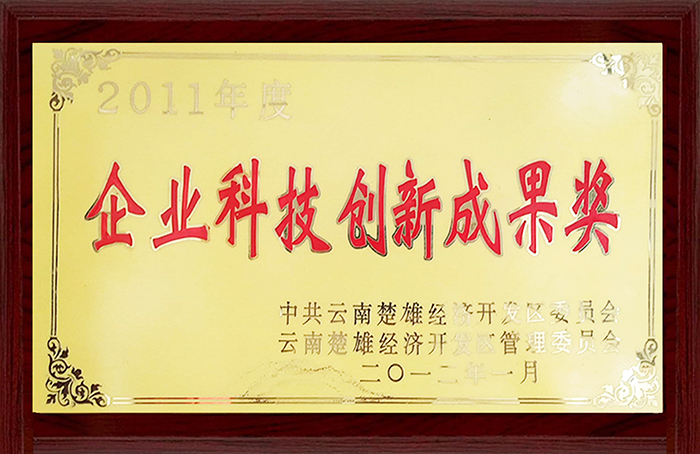 2011年度
企业科技创新成果奖
中共云南楚雄经济开发区委员会
云南楚雄经济开发区管理委员会
二〇一二年一月